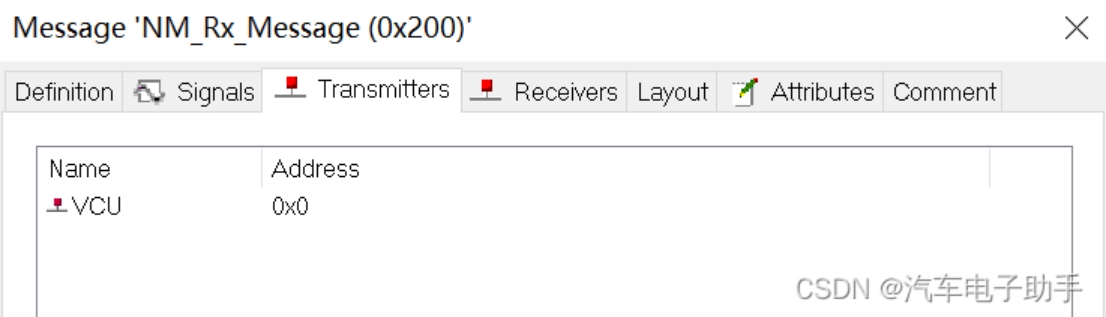 Message 'NM_Rx_Message (0x200)'
Definition Signals Transmitters Receivers Layout Attributes Comment
Name Address
VCU 0x0
CSDN @汽车电子助手